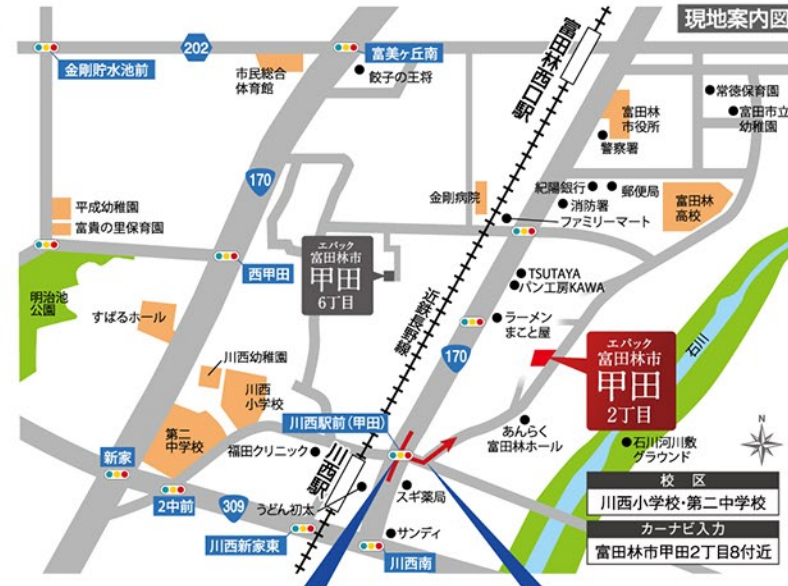 現地案内図
202
金剛貯水池前
市民総合
体育館
富美ヶ丘南
餃子の王将
富田林西口駅
常徳保育園
富田市立
幼稚園
富田林
市役所
警察署
170
平成幼稚園
富貴の里保育園
金剛病院
紀陽銀行
郵便局
消防署
ファミリーマート
富田林
高校
西甲田
エバック
富田林市
甲田
6丁目
近鉄長野線
TSUTAYA
パン工房KAWA
明治池
公園
すばるホール
ラーメン
まこと屋
170
石川
エバック
富田林市
甲田
2丁目
川西幼稚園
川西
小学校
川西駅前(甲田)
あんらく
富田林ホール
第二
中学校
福田クリニック
川西駅
石川河川敷
グラウンド
N
新家
2中前
309
うどん初太
スギ薬局
川西新家東
サンディ
川西南
校区
川西小学校・第二中学校
カーナビ入力
富田林市甲田2丁目8付近